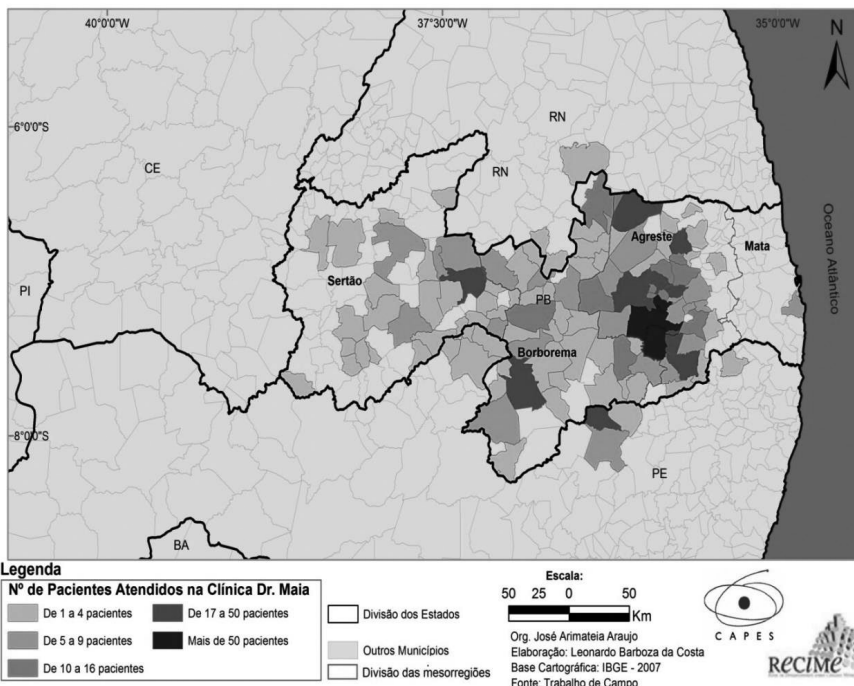 40°0'0"W
37°30'0"W
35°0'0"W
N
6°0'0"S
RN
CE
RN
Agreste
Mata
Oceano Atlântico
Sertão
PI
PB
Borborema
8°0'0"S
PE
BA
Legenda
Nº de Pacientes Atendidos na Clínica Dr. Maia
De 1 a 4 pacientes
De 17 a 50 pacientes
De 5 a 9 pacientes
Mais de 50 pacientes
De 10 a 16 pacientes
Divisão dos Estados
Outros Municípios
Divisão das mesorregiões
Escala:
50 25 0 50
Km
Org. José Arimateia Araujo
Elaboração: Leonardo Barboza da Costa
Base Cartográfica: IBGE - 2007
Fonte: Trabalho de Campo
CAPES
ReCiMe